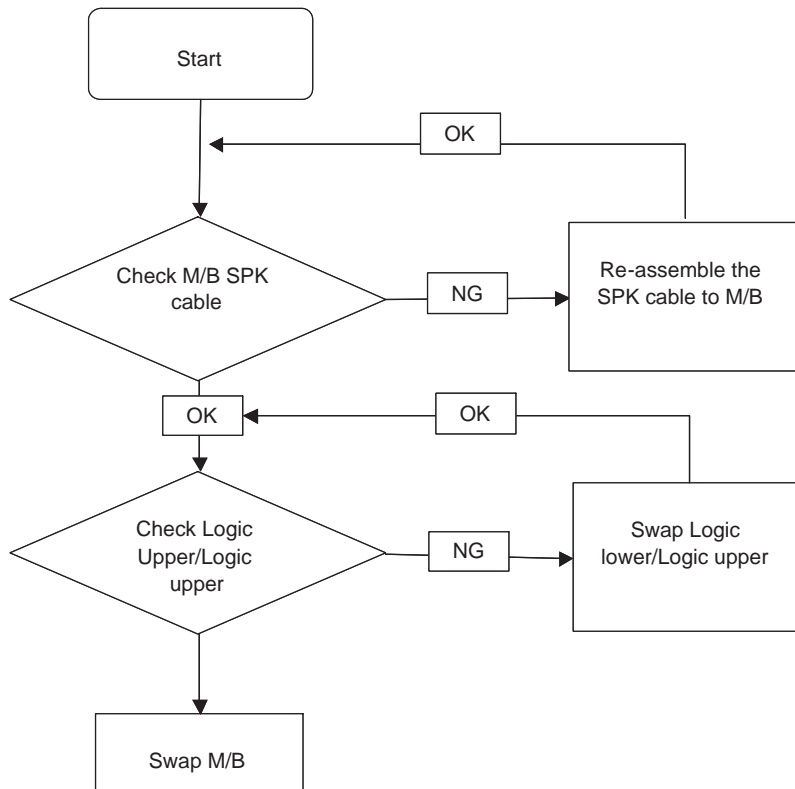 Start
OK
Check M/B SPK
cable
NG
Re-assemble the
SPK cable to M/B
OK
OK
Check Logic
Upper/Logic
upper
NG
Swap Logic
lower/Logic upper
Swap M/B